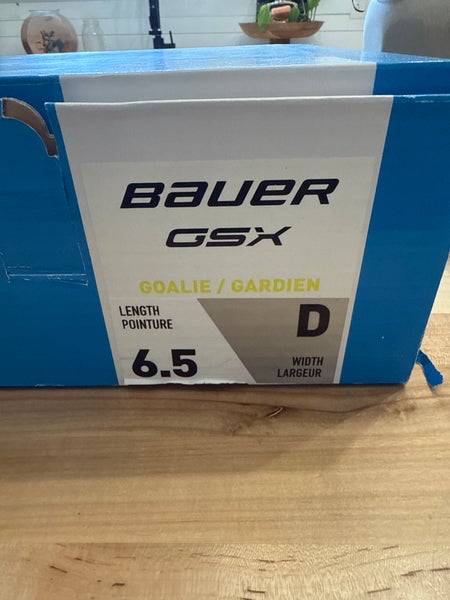 BAUER
GSX
GOALIE / GARDIEN
LENGTH
POINTURE
6.5
D
WIDTH
LARGEUR